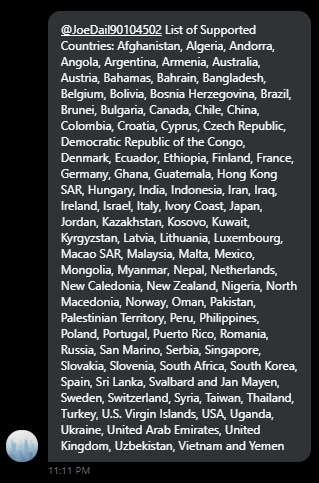 @JoeDail90104502 List of Supported
Countries: Afghanistan, Algeria, Andorra,
Angola, Argentina, Armenia, Australia,
Austria, Bahamas, Bahrain, Bangladesh,
Belgium, Bolivia, Bosnia Herzegovina, Brazil,
Brunei, Bulgaria, Canada, Chile, China,
Colombia, Croatia, Cyprus, Czech Republic,
Democratic Republic of the Congo,
Denmark, Ecuador, Ethiopia, Finland, France,
Germany, Ghana, Guatemala, Hong Kong
SAR, Hungary, India, Indonesia, Iran, Iraq,
Ireland, Israel, Italy, Ivory Coast, Japan,
Jordan, Kazakhstan, Kosovo, Kuwait,
Kyrgyzstan, Latvia, Lithuania, Luxembourg,
Macao SAR, Malaysia, Malta, Mexico,
Mongolia, Myanmar, Nepal, Netherlands,
New Caledonia, New Zealand, Nigeria, North
Macedonia, Norway, Oman, Pakistan,
Palestinian Territory, Peru, Philippines,
Poland, Portugal, Puerto Rico, Romania,
Russia, San Marino, Serbia, Singapore,
Slovakia, Slovenia, South Africa, South Korea,
Spain, Sri Lanka, Svalbard and Jan Mayen,
Sweden, Switzerland, Syria, Taiwan, Thailand,
Turkey, U.S. Virgin Islands, USA, Uganda,
Ukraine, United Arab Emirates, United
Kingdom, Uzbekistan, Vietnam and Yemen
11:11 PM